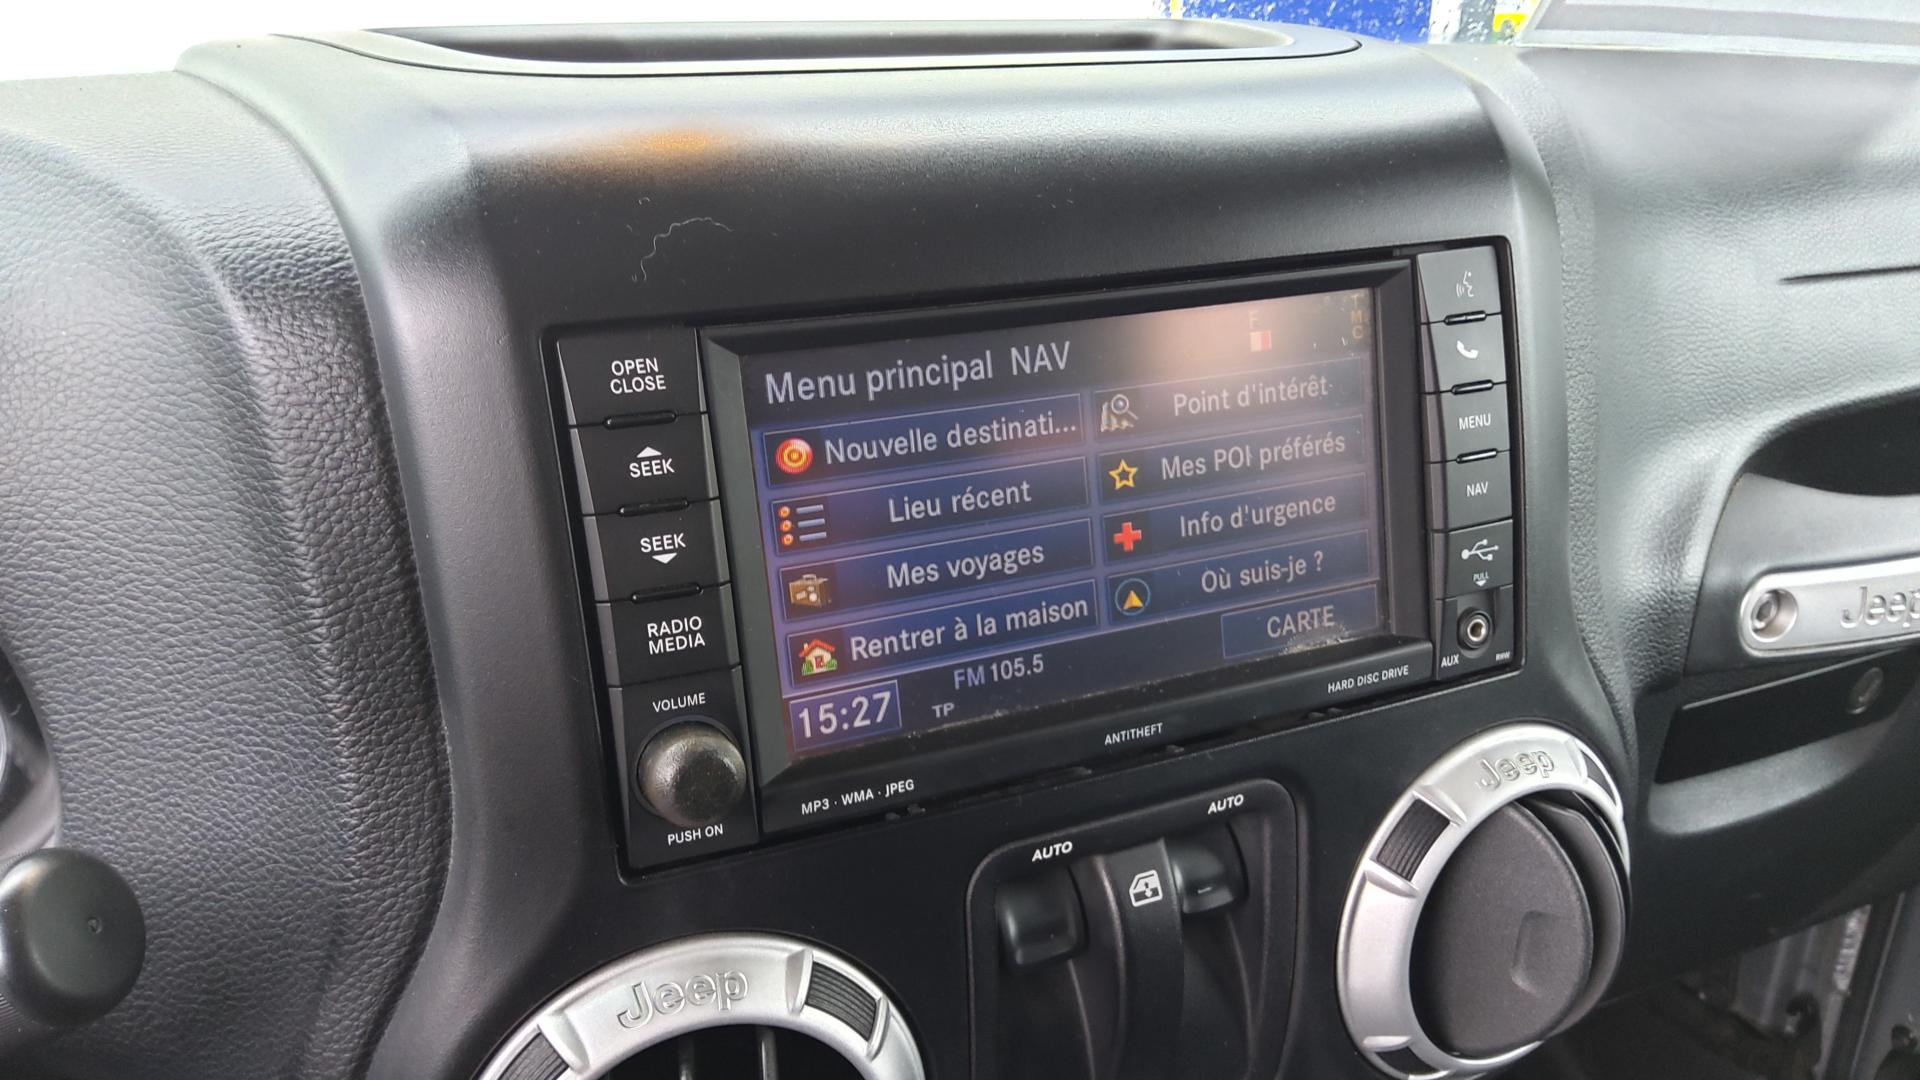 OPEN
CLOSE
SEEK
SEEK
RADIO
MEDIA
VOLUME
PUSH ON
Menu principal NAV
F
T
M
C
Nouvelle destinati...
Point d'intérêt
Lieu récent
Mes POI préférés
Mes voyages
Info d'urgence
Rentrer à la maison
Où suis-je ?
CARTE
FM 105.5
15:27
TP
MP3 · WMA · JPEG
ANTITHEFT
HARD DISC DRIVE
MENU
NAV
PULL
AUX
AUTO
AUTO
Jeep
Jeep
Jeep